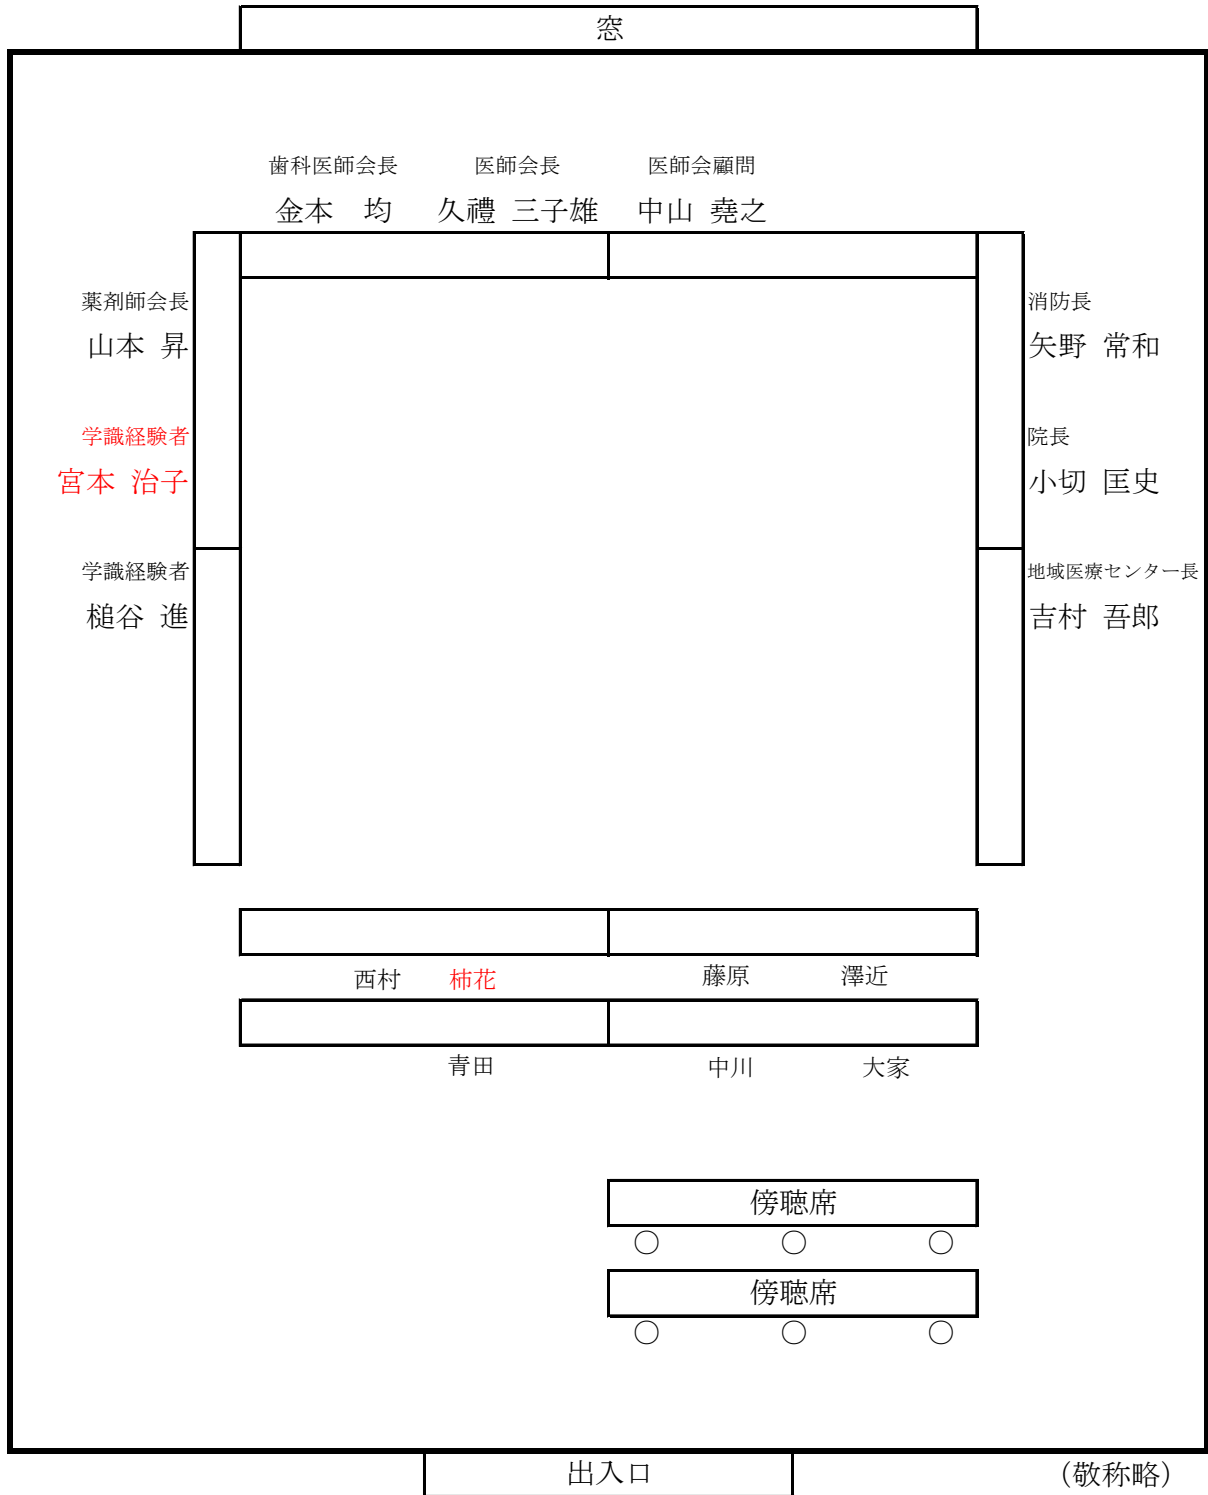 窓
歯科医師会長 医師会長 医師会顧問
金本 均 久禮 三子雄 中山 堯之
薬剤師会長 消防長
山本 昇 矢野 常和
学識経験者 院長
宮本 治子 小切 匡史
学識経験者 地域医療センター長
槌谷 進 吉村 吾郎
西村 柿花 藤原 澤近
青田 中川 大家
傍聴席
○ ○ ○
傍聴席
○ ○ ○
出入口 (敬称略)